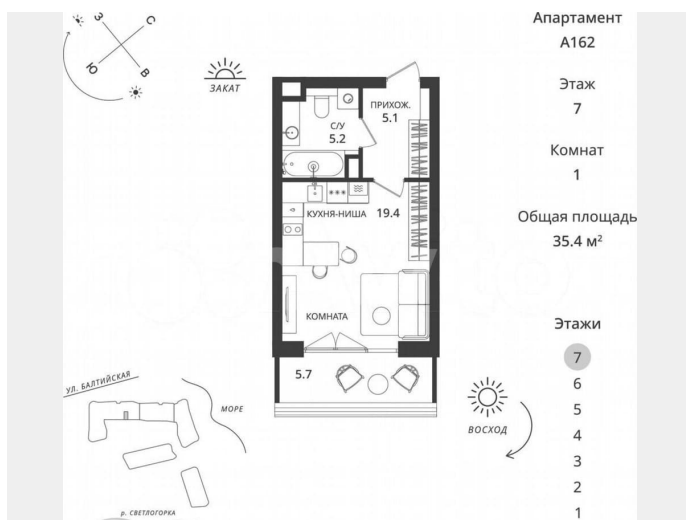 З
С
Ю
В
ЗАКАТ
ПРИХОЖ.
5.1
С/У
5.2
КУХНЯ-НИША
19.4
КОМНАТА
5.7
ВОСХОД
УЛ. БАЛТИЙСКАЯ
МОРЕ
р. СВЕТЛОГОРКА
Апартамент
А162
Этаж
7
Комнат
1
Общая площадь
35.4 м²
Этажи
7
6
5
4
3
2
1